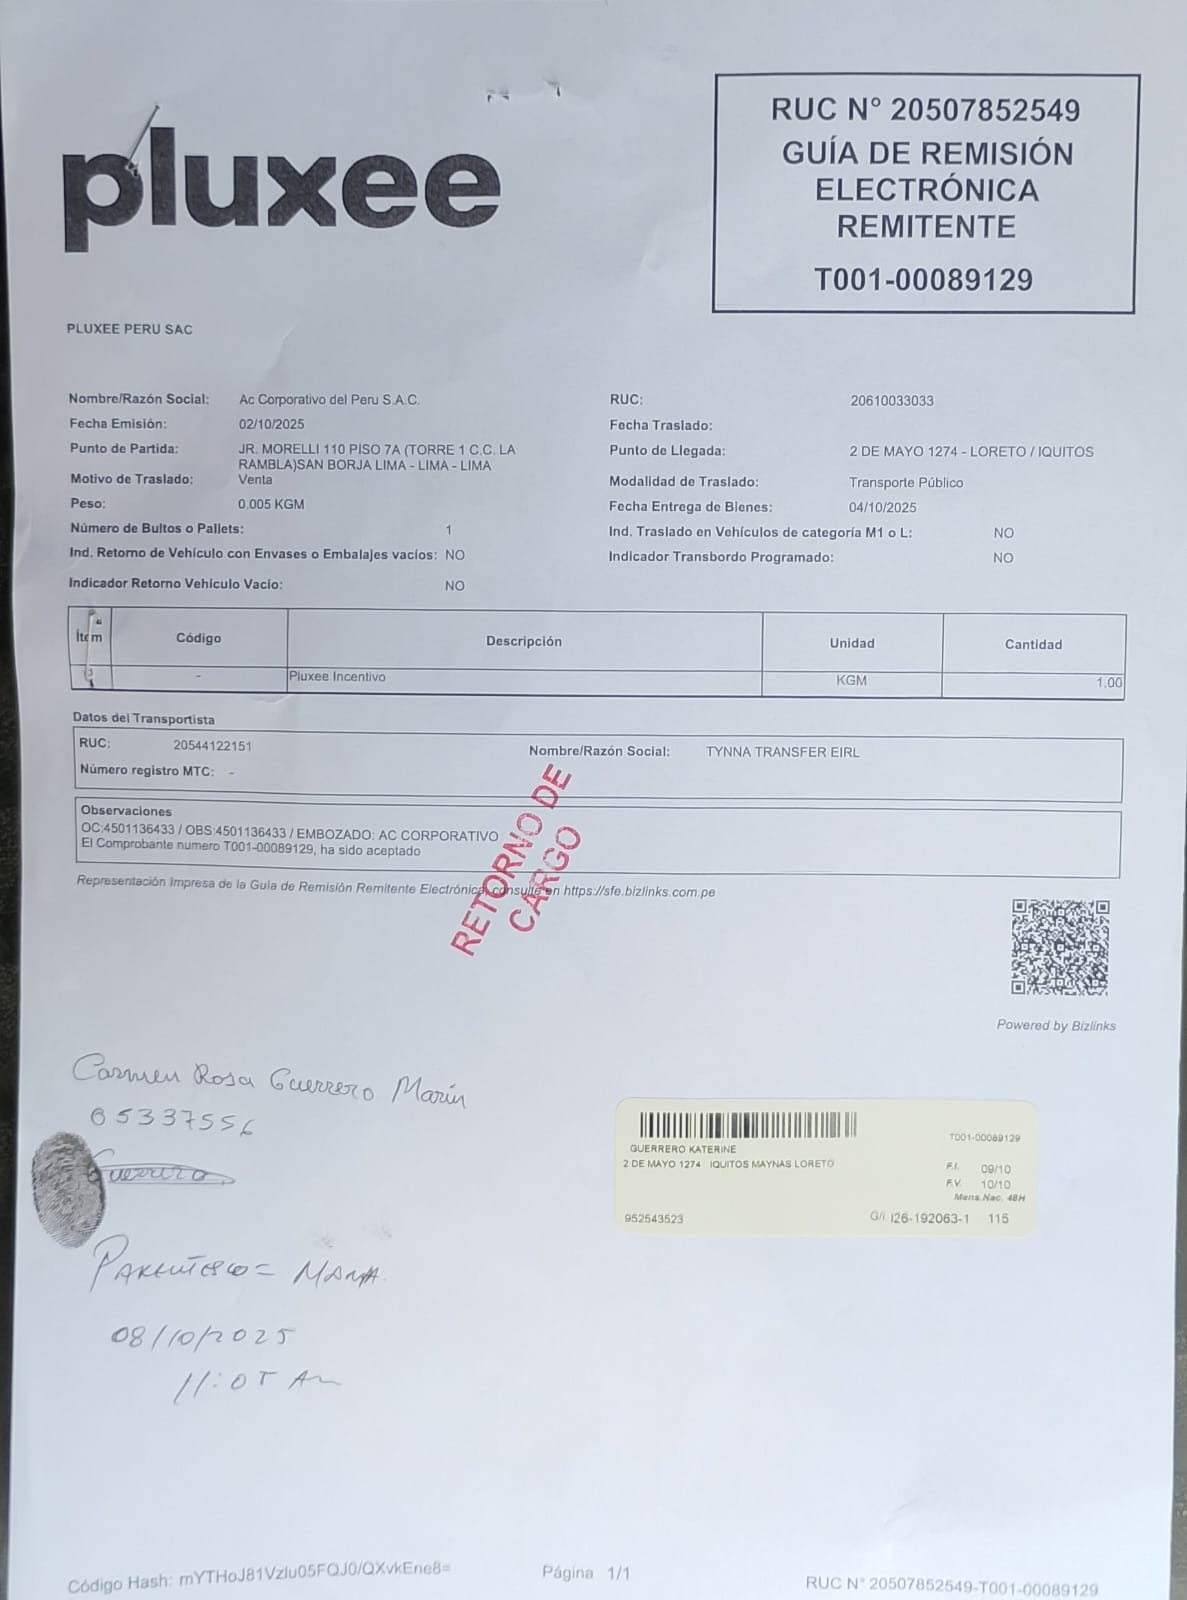 pluxee
RUC N° 20507852549
GUÍA DE REMISIÓN
ELECTRÓNICA
REMITENTE
T001-00089129
PLUXEE PERU SAC
Nombre/Razón Social: Ac Corporativo del Peru S.A.C.
RUC: 20610033033
Fecha Emisión: 02/10/2025
Fecha Traslado:
Punto de Partida: JR. MORELLI 110 PISO 7A (TORRE 1 C.C. LA
RAMBLA)SAN BORJA LIMA - LIMA - LIMA
Punto de Llegada: 2 DE MAYO 1274 - LORETO / IQUITOS
Motivo de Traslado: Venta
Modalidad de Traslado: Transporte Público
Peso: 0.005 KGM
Fecha Entrega de Bienes: 04/10/2025
Número de Bultos o Pallets: 1
Ind. Traslado en Vehículos de categoría M1 o L: NO
Ind. Retorno de Vehículo con Envases o Embalajes vacíos: NO
Indicador Transbordo Programado: NO
Indicador Retorno Vehículo Vacío: NO
Ítem Código Descripción Unidad Cantidad
- Pluxee Incentivo KGM 1.00
Datos del Transportista
RUC: 20544122151
Nombre/Razón Social: TYNNA TRANSFER EIRL
Número registro MTC: -
Observaciones
OC:4501136433 / OBS:4501136433 / EMBOZADO: AC CORPORATIVO
El Comprobante numero T001-00089129, ha sido aceptado
Representación Impresa de la Guia de Remisión Remitente Electrónica, consulte en https://sfe.bizlinks.com.pe
RETORNO DE
CARGO
Powered by Bizlinks
Carmen Rosa Guerrero Marín
05337556
Guerrero
PARENTESCO = MAMA.
08/10/2025
11:05 Am
T001-00089129
GUERRERO KATERINE
2 DE MAYO 1274 IQUITOS MAYNAS LORETO
F.I. 09/10
F.V. 10/10
Mens.Nac. 48H
952543523
G/I I26-192063-1 115
Código Hash: mYTHoJ81VzIu05FQJ0/QXvkEne8=
Página 1/1
RUC N° 20507852549-T001-00089129